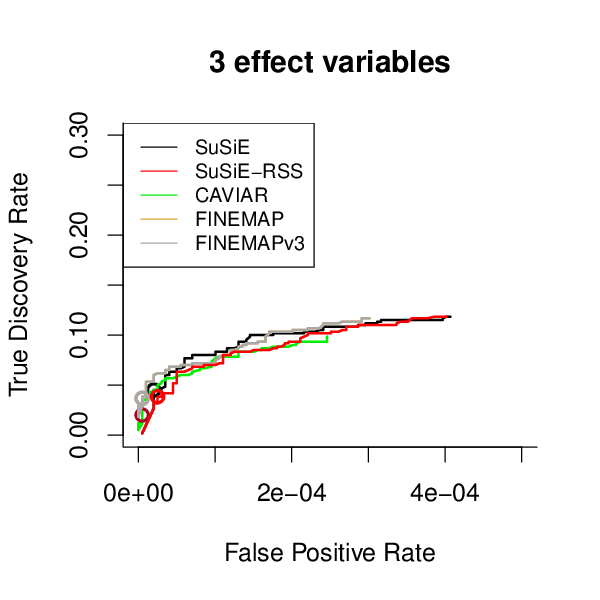 3 effect variables
True Discovery Rate
0.30
0.20
0.10
0.00
SuSiE
SuSiE−RSS
CAVIAR
FINEMAP
FINEMAPv3
0e+00 2e−04 4e−04
False Positive Rate